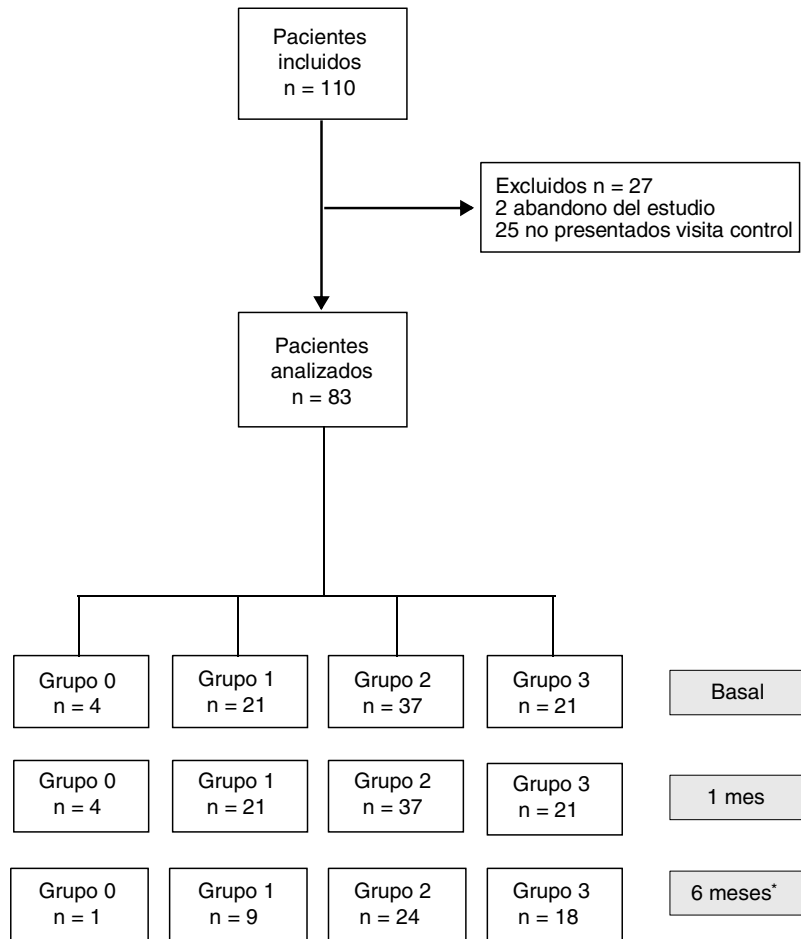 Pacientes
incluidos
n = 110
Excluidos n = 27
2 abandono del estudio
25 no presentados visita control
Pacientes
analizados
n = 83
Grupo 0
n = 4
Grupo 1
n = 21
Grupo 2
n = 37
Grupo 3
n = 21
Basal
Grupo 0
n = 4
Grupo 1
n = 21
Grupo 2
n = 37
Grupo 3
n = 21
1 mes
Grupo 0
n = 1
Grupo 1
n = 9
Grupo 2
n = 24
Grupo 3
n = 18
6 meses*